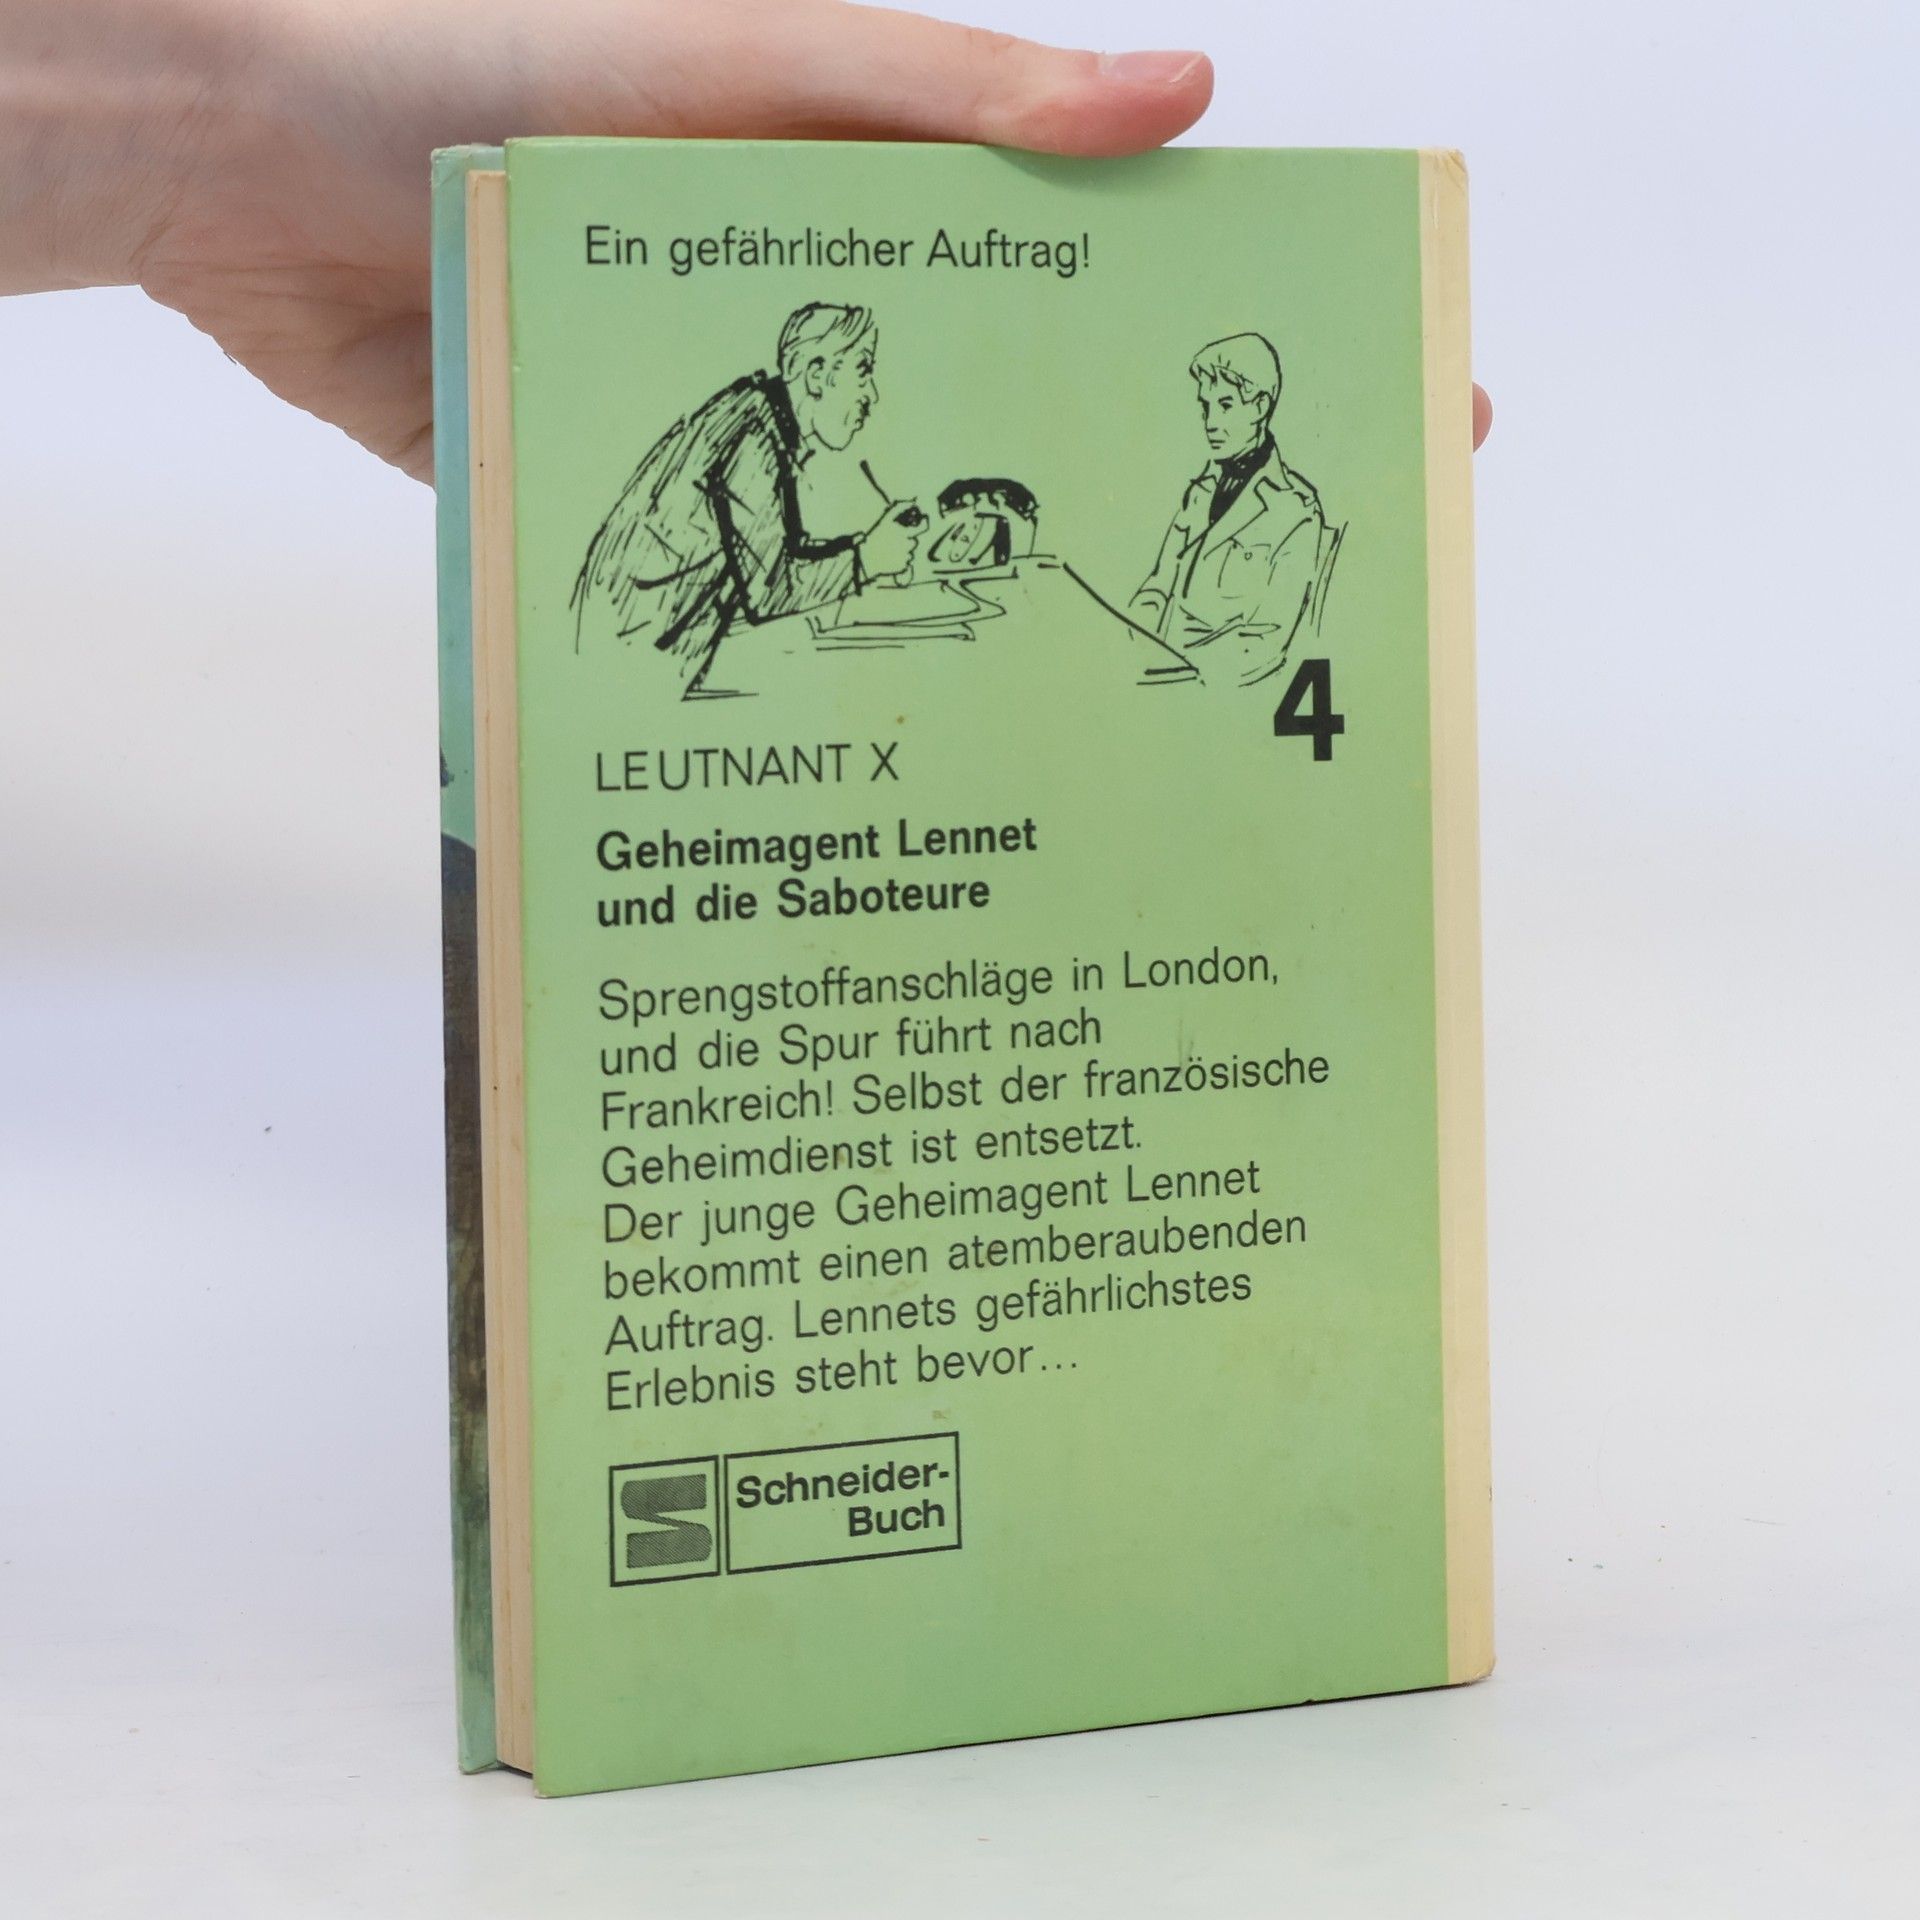 Ein gefährlicher Auftrag!
4
LEUTNANT X
Geheimagent Lennet
und die Saboteure
Sprengstoffanschläge in London,
und die Spur führt nach
Frankreich! Selbst der französische
Geheimdienst ist entsetzt.
Der junge Geheimagent Lennet
bekommt einen atemberaubenden
Auftrag. Lennets gefährlichstes
Erlebnis steht bevor...
Schneider-
Buch